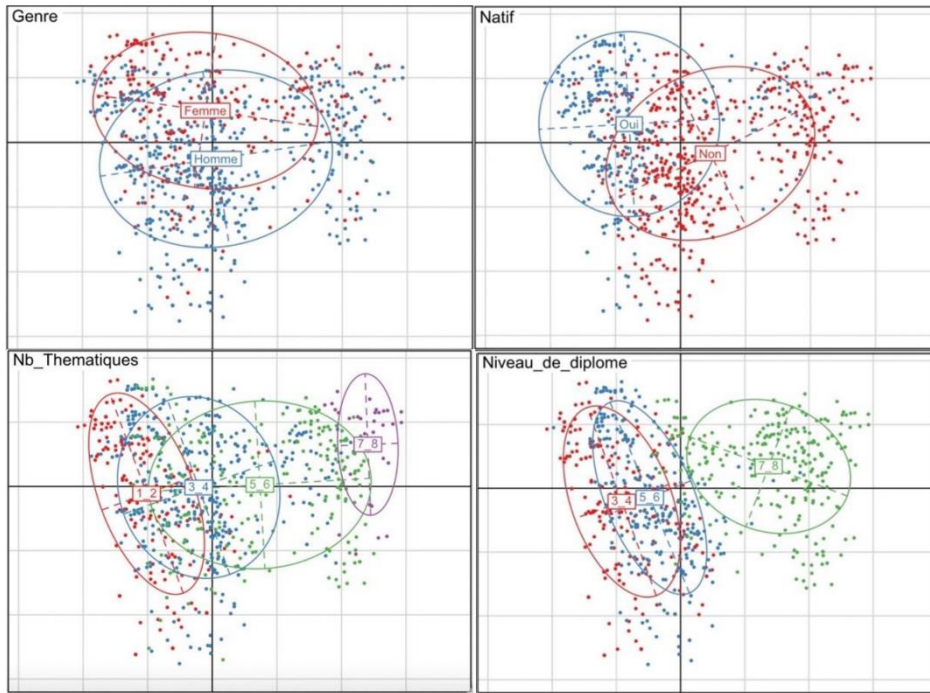 Genre
Femme
Homme
Natif
Oui
Non
Nb_Thematiques
1_2
3_4
5_6
7_8
Niveau_de_diplome
3_4
5_6
7_8